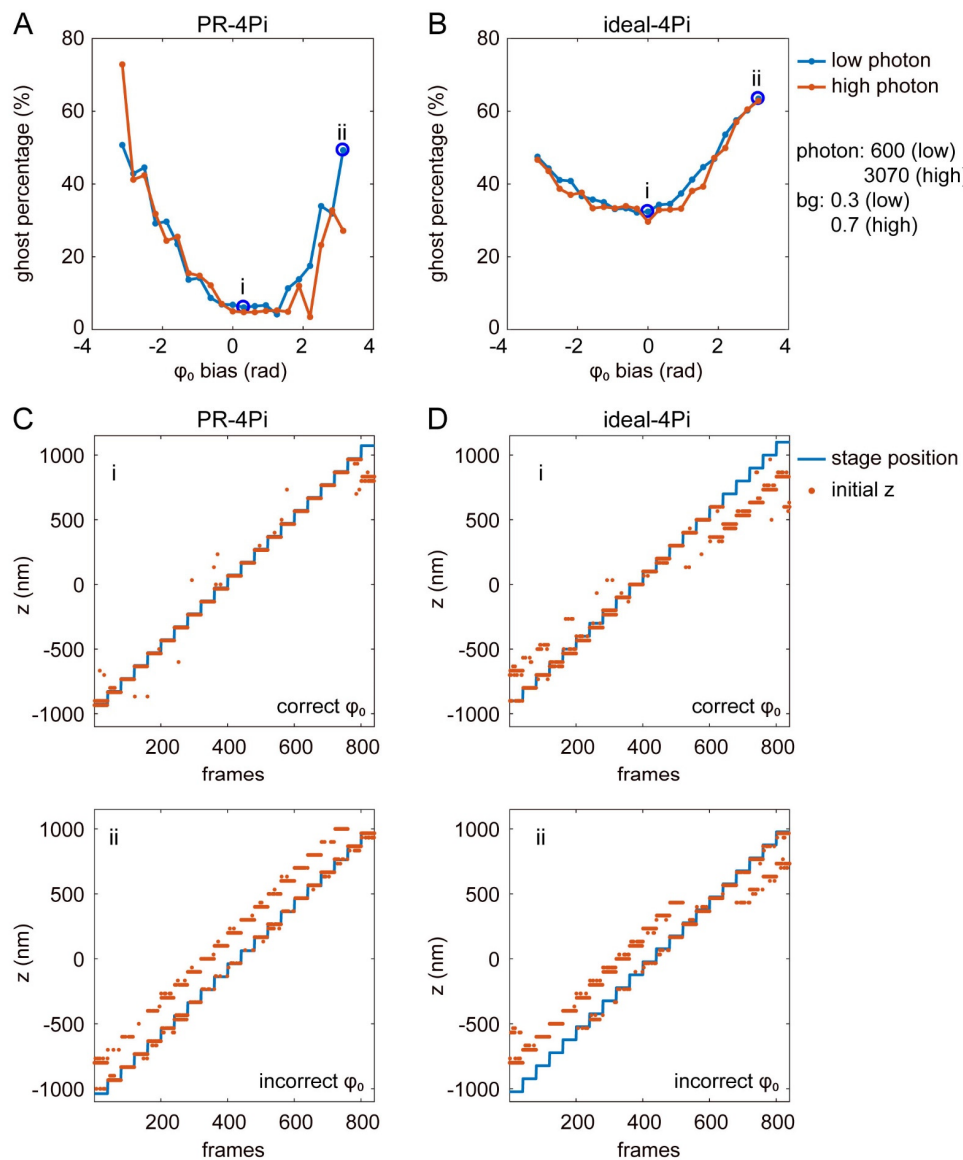 A
PR-4Pi
ghost percentage (%)
80
60
40
20
0
-4
-2
0
2
4
φ₀ bias (rad)
i
ii
B
ideal-4Pi
ghost percentage (%)
80
60
40
20
0
-4
-2
0
2
4
φ₀ bias (rad)
i
ii
low photon
high photon
photon: 600 (low)
3070 (high)
bg: 0.3 (low)
0.7 (high)
C
PR-4Pi
i
z (nm)
1000
500
0
-500
-1000
200
400
600
800
frames
correct φ₀
D
ideal-4Pi
i
z (nm)
1000
500
0
-500
-1000
200
400
600
800
frames
correct φ₀
stage position
initial z
ii
z (nm)
1000
500
0
-500
-1000
200
400
600
800
frames
incorrect φ₀
ii
z (nm)
1000
500
0
-500
-1000
200
400
600
800
frames
incorrect φ₀